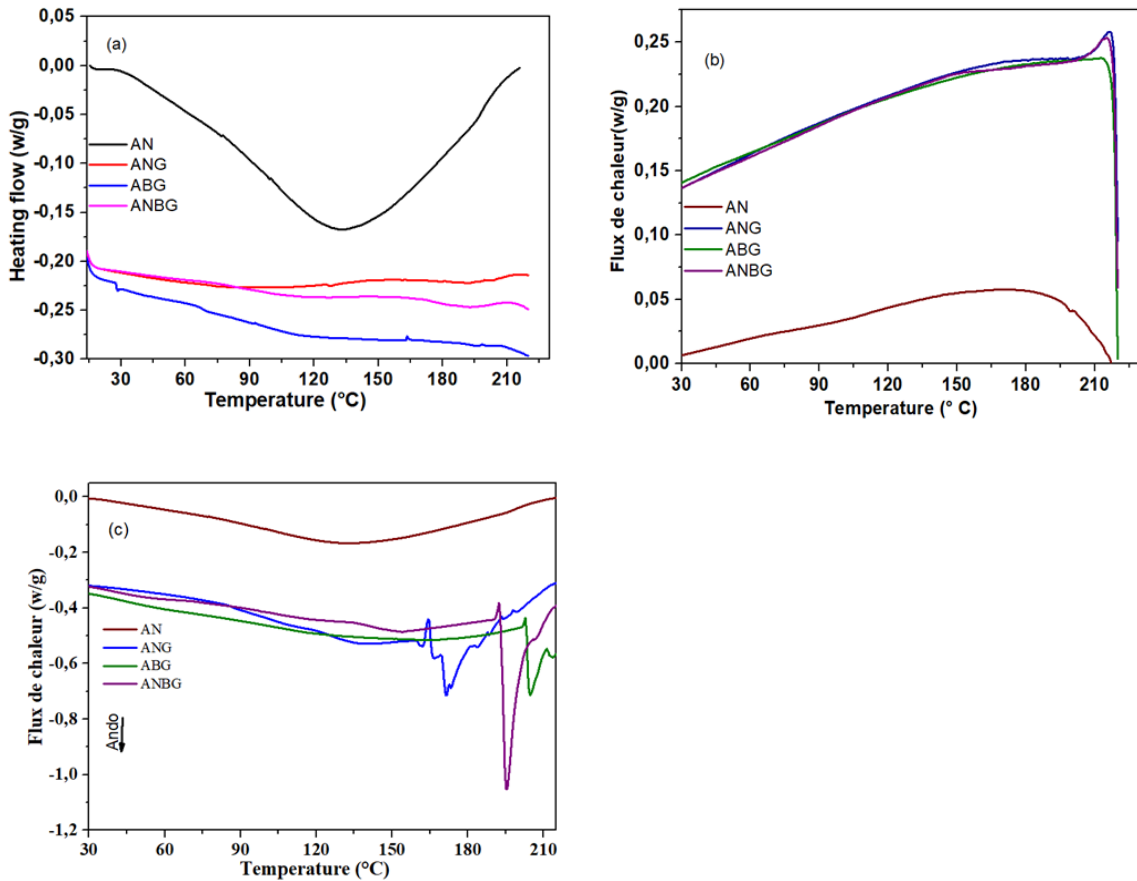 (a)
0,05
0,00
-0,05
-0,10
-0,15
-0,20
-0,25
-0,30
Heating flow (w/g)
AN
ANG
ABG
ANBG
30
60
90
120
150
180
210
Temperature (°C)
(b)
0,25
0,20
0,15
0,10
0,05
0,00
Flux de chaleur(w/g)
AN
ANG
ABG
ANBG
30
60
90
120
150
180
210
Temperature (° C)
(c)
0,0
-0,2
-0,4
-0,6
-0,8
-1,0
-1,2
Flux de chaleur (w/g)
AN
ANG
ABG
ANBG
Ando
30
60
90
120
150
180
210
Temperature (°C)